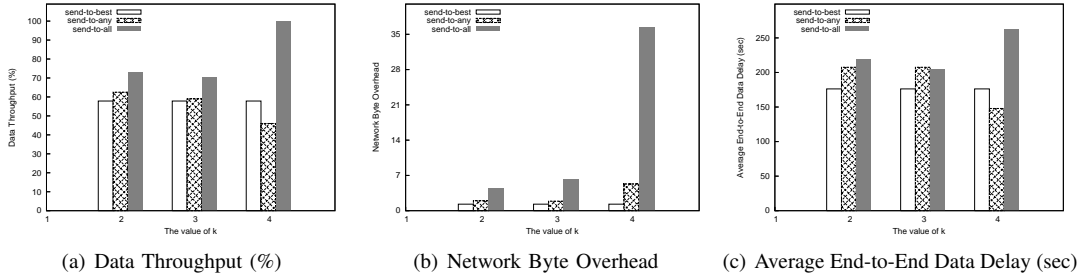 send-to-best
send-to-any
send-to-all
Data Throughput (%)
100
90
80
70
60
50
40
30
20
10
0
1 2 3 4
The value of k
(a) Data Throughput (%)
send-to-best
send-to-any
send-to-all
Network Byte Overhead
35
28
21
14
7
0
1 2 3 4
The value of k
(b) Network Byte Overhead
send-to-best
send-to-any
send-to-all
Average End-to-End Data Delay (sec)
250
200
150
100
50
0
1 2 3 4
The value of k
(c) Average End-to-End Data Delay (sec)